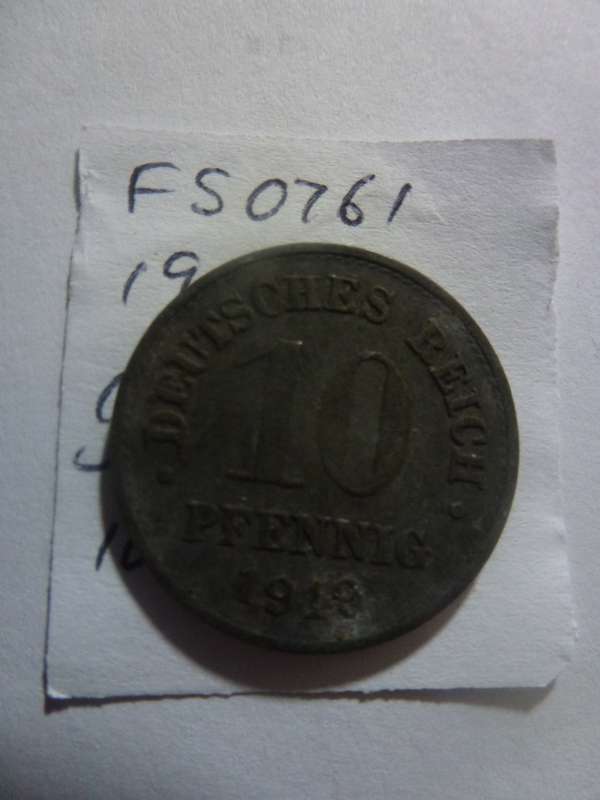 FS0761
19
DEUTSCHES REICH
10
PFENNIG